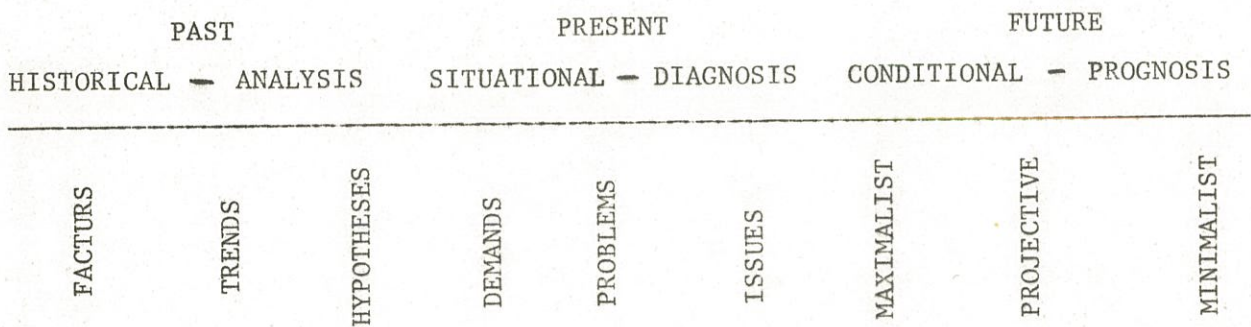 PAST PRESENT FUTURE
HISTORICAL — ANALYSIS SITUATIONAL — DIAGNOSIS CONDITIONAL - PROGNOSIS
FACTURS
TRENDS
HYPOTHESES
DEMANDS
PROBLEMS
ISSUES
MAXIMALIST
PROJECTIVE
MINIMALIST